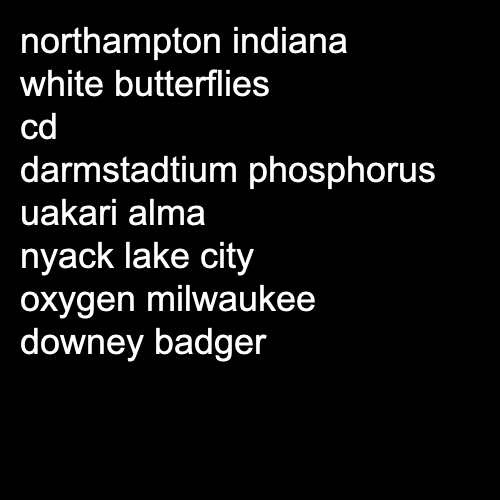 northampton indiana
white butterflies
cd
darmstadtium phosphorus
uakari alma
nyack lake city
oxygen milwaukee
downey badger